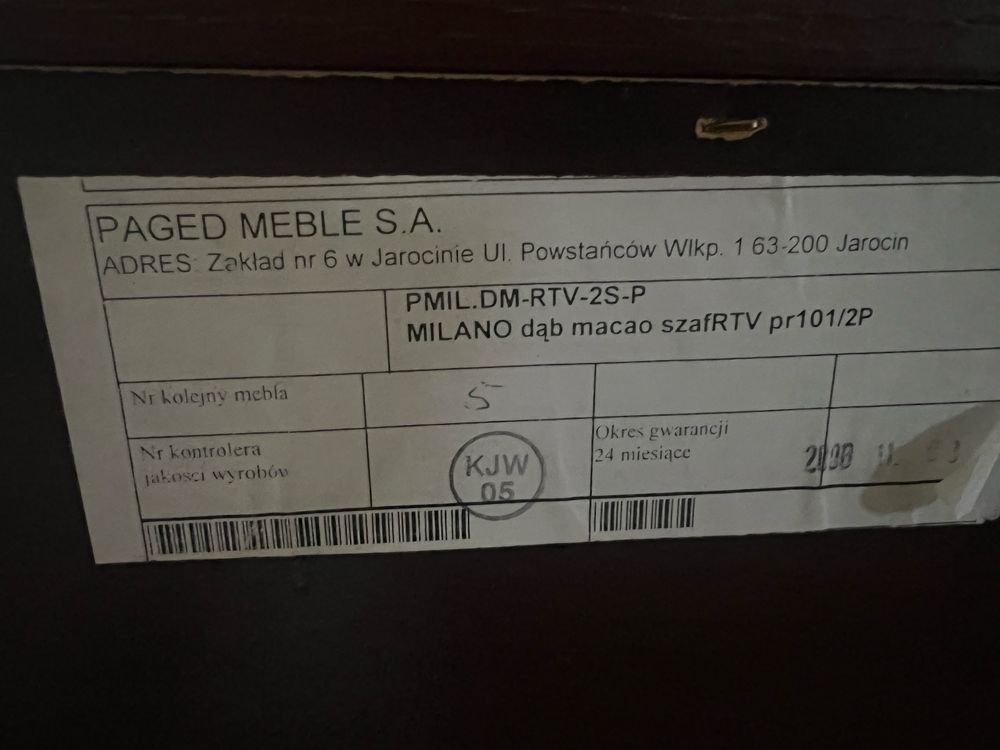 PAGED MEBLE S.A.
ADRES: Zakład nr 6 w Jarocinie Ul. Powstańców Wlkp. 1 63-200 Jarocin
PMIL.DM-RTV-2S-P
MILANO dąb macao szafRTV pr101/2P
Nr kolejny mebla
5
Nr kontrolera
jakości wyrobów
KJW
05
Okres gwarancji
24 miesiące